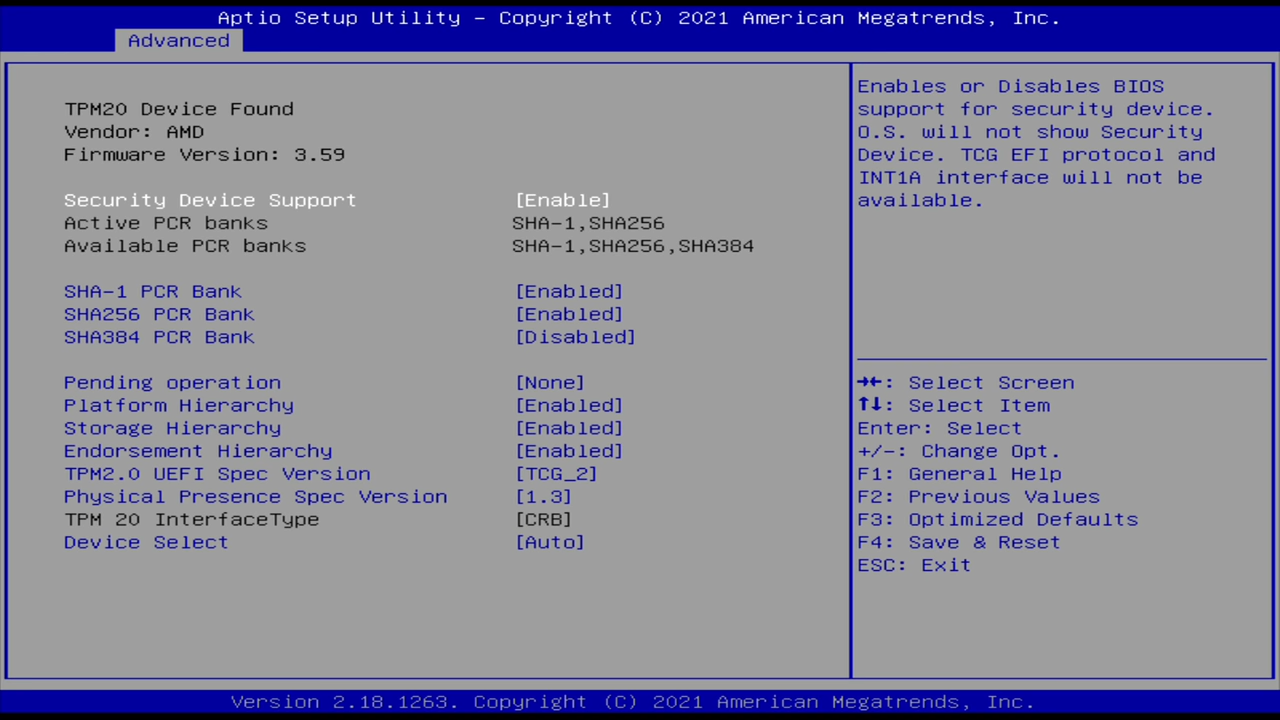 Aptio Setup Utility – Copyright (C) 2021 American Megatrends, Inc.
Advanced
TPM20 Device Found
Vendor: AMD
Firmware Version: 3.59
Security Device Support [Enable]
Active PCR banks SHA-1,SHA256
Available PCR banks SHA-1,SHA256,SHA384
SHA-1 PCR Bank [Enabled]
SHA256 PCR Bank [Enabled]
SHA384 PCR Bank [Disabled]
Pending operation [None]
Platform Hierarchy [Enabled]
Storage Hierarchy [Enabled]
Endorsement Hierarchy [Enabled]
TPM2.0 UEFI Spec Version [TCG_2]
Physical Presence Spec Version [1.3]
TPM 20 InterfaceType [CRB]
Device Select [Auto]
Enables or Disables BIOS
support for security device.
O.S. will not show Security
Device. TCG EFI protocol and
INT1A interface will not be
available.
→←: Select Screen
↑↓: Select Item
Enter: Select
+/-: Change Opt.
F1: General Help
F2: Previous Values
F3: Optimized Defaults
F4: Save & Reset
ESC: Exit
Version 2.18.1263. Copyright (C) 2021 American Megatrends, Inc.